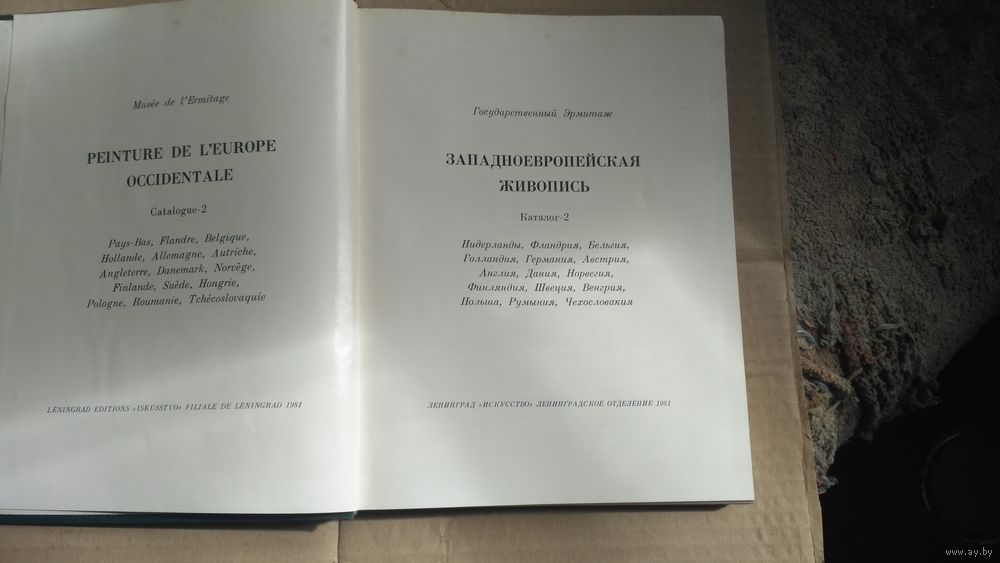 Musée de l'Ermitage
PEINTURE DE L'EUROPE
OCCIDENTALE
Catalogue-2
Pays-Bas, Flandre, Belgique,
Hollande, Allemagne, Autriche,
Angleterre, Danemark, Norvège,
Finlande, Suède, Hongrie,
Pologne, Roumanie, Tchécoslovaquie
LÉNINGRAD EDITIONS «ISKUSSTVO» FILIALE DE LÉNINGRAD 1981
Государственный Эрмитаж
ЗАПАДНОЕВРОПЕЙСКАЯ
ЖИВОПИСЬ
Каталог-2
Нидерланды, Фландрия, Бельгия,
Голландия, Германия, Австрия,
Англия, Дания, Норвегия,
Финляндия, Швеция, Венгрия,
Польша, Румыния, Чехословакия
ЛЕНИНГРАД «ИСКУССТВО» ЛЕНИНГРАДСКОЕ ОТДЕЛЕНИЕ 1981
www.ay.by